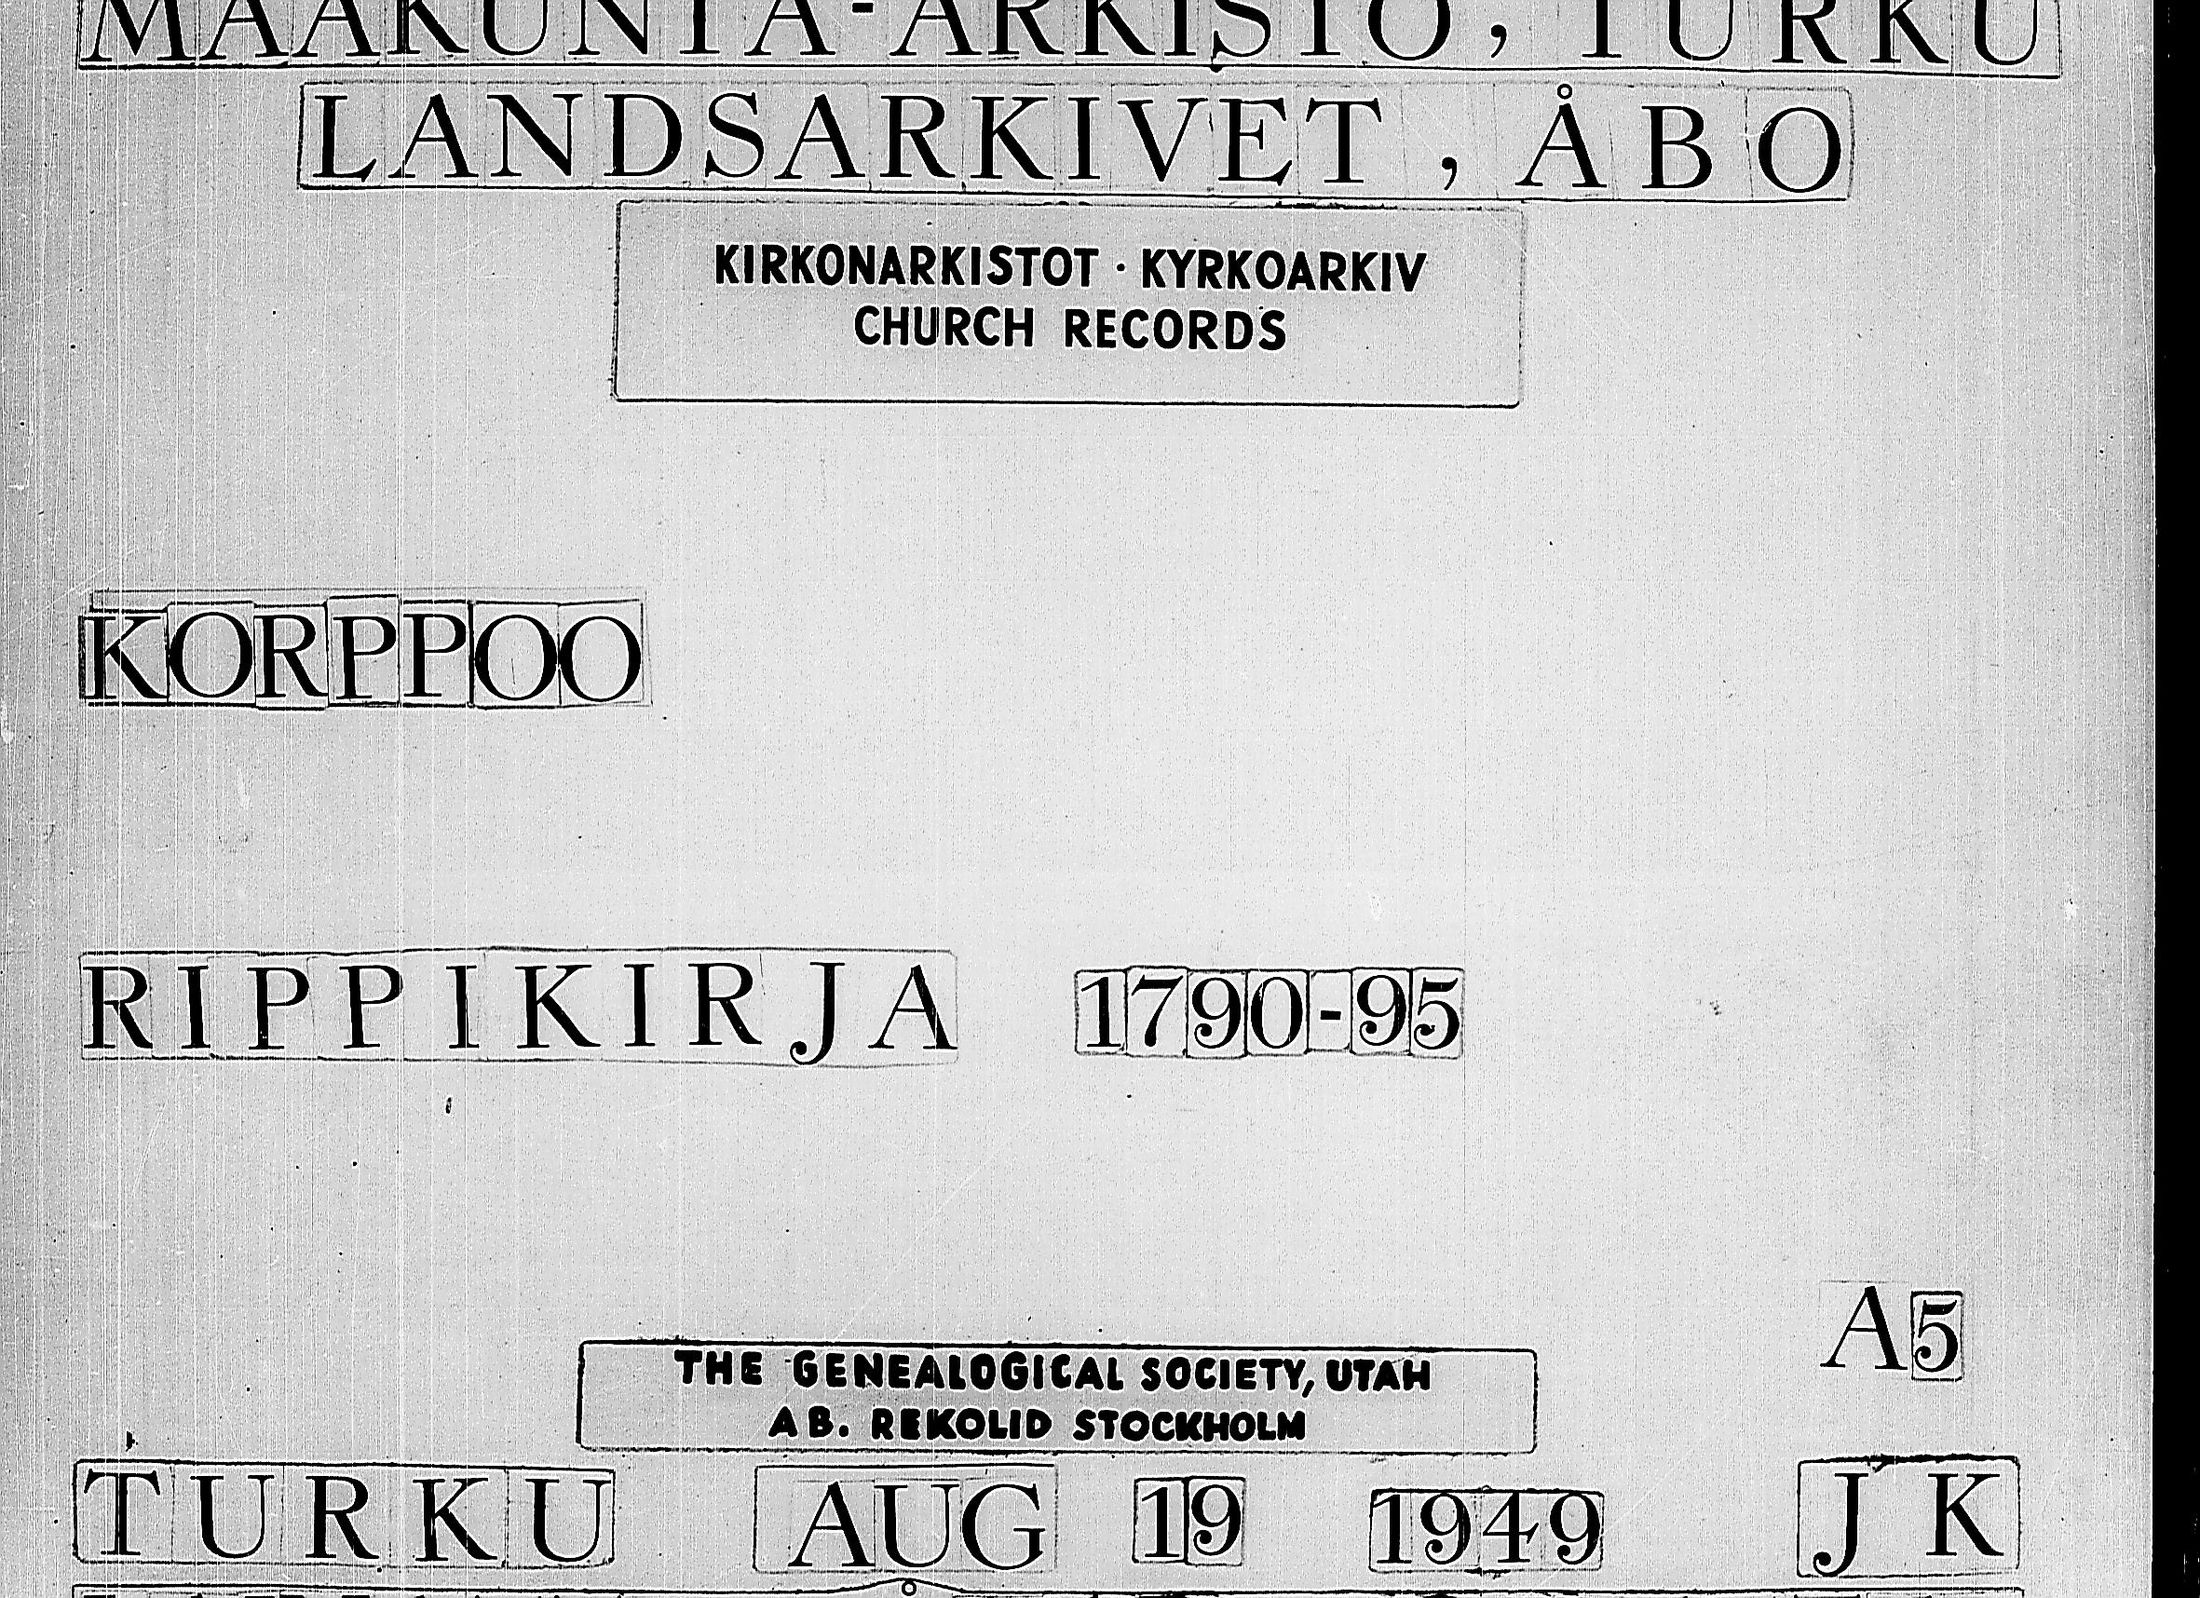 MAAKUNTA-ARKISTO, TURKU
LANDSARKIVET, ÅBO
KIRKONARKISTOT · KYRKOARKIV
CHURCH RECORDS
KORPPOO
RIPPIKIRJA 1790-95
A5
THE GENEALOGICAL SOCIETY, UTAH
AB. REKOLID STOCKHOLM
TURKU AUG 19 1949 JK